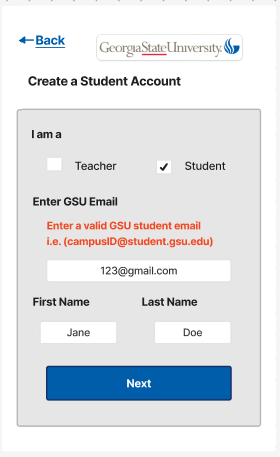 Back
GeorgiaStateUniversity.
Create a Student Account
I am a
Teacher
Student
Enter GSU Email
Enter a valid GSU student email
i.e. (campusID@student.gsu.edu)
123@gmail.com
First Name
Last Name
Jane
Doe
Next